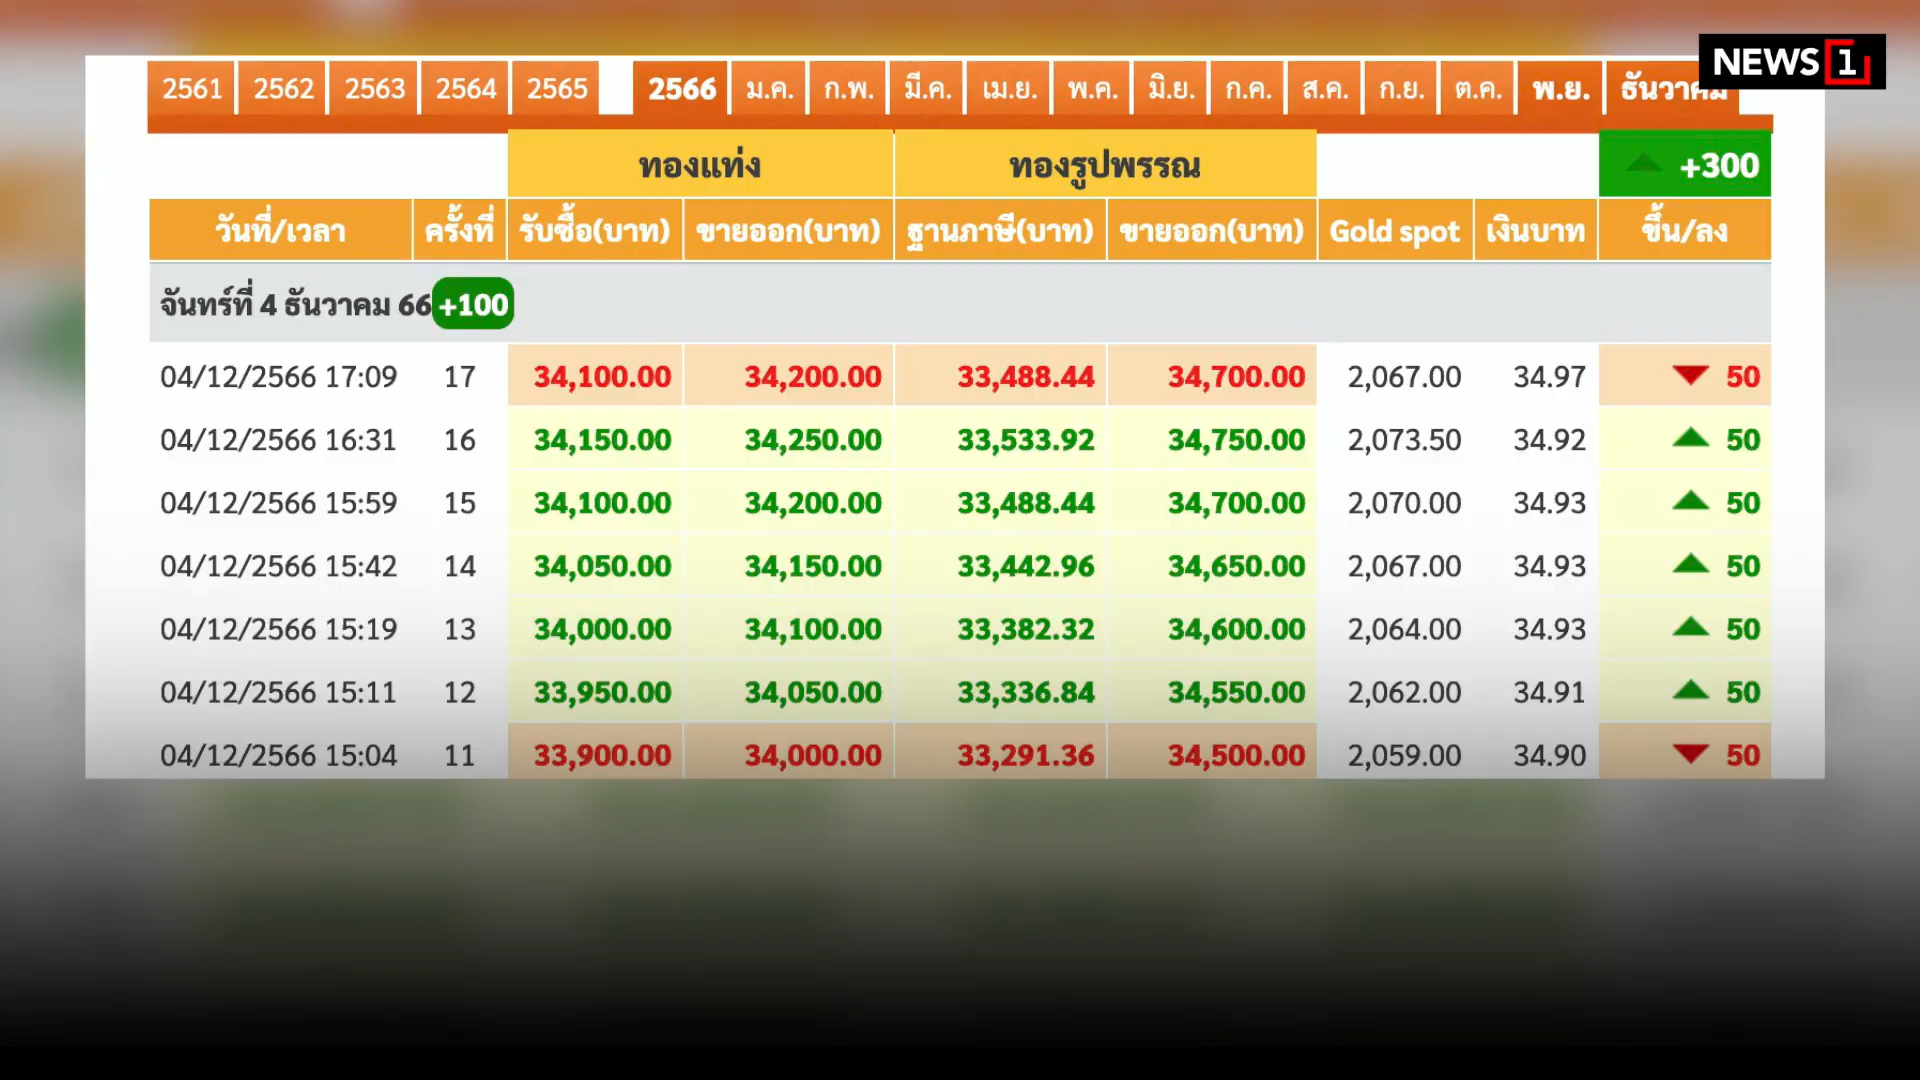 NEWS 1
2561 2562 2563 2564 2565 2566 ม.ค. ก.พ. มี.ค. เม.ย. พ.ค. มิ.ย. ก.ค. ส.ค. ก.ย. ต.ค. พ.ย. ธันวาคม
ทองแท่ง ทองรูปพรรณ +300
วันที่/เวลา ครั้งที่ รับซื้อ(บาท) ขายออก(บาท) ฐานภาษี(บาท) ขายออก(บาท) Gold spot เงินบาท ขึ้น/ลง
จันทร์ที่ 4 ธันวาคม 66 +100
04/12/2566 17:09 17 34,100.00 34,200.00 33,488.44 34,700.00 2,067.00 34.97 50
04/12/2566 16:31 16 34,150.00 34,250.00 33,533.92 34,750.00 2,073.50 34.92 50
04/12/2566 15:59 15 34,100.00 34,200.00 33,488.44 34,700.00 2,070.00 34.93 50
04/12/2566 15:42 14 34,050.00 34,150.00 33,442.96 34,650.00 2,067.00 34.93 50
04/12/2566 15:19 13 34,000.00 34,100.00 33,382.32 34,600.00 2,064.00 34.93 50
04/12/2566 15:11 12 33,950.00 34,050.00 33,336.84 34,550.00 2,062.00 34.91 50
04/12/2566 15:04 11 33,900.00 34,000.00 33,291.36 34,500.00 2,059.00 34.90 50